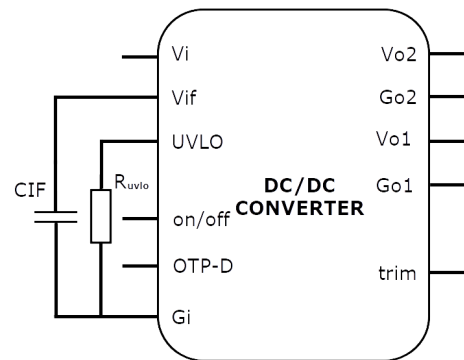 Vi
Vif
UVLO
CIF
Ruvlo
on/off
OTP-D
Gi
DC/DC
CONVERTER
Vo2
Go2
Vo1
Go1
trim